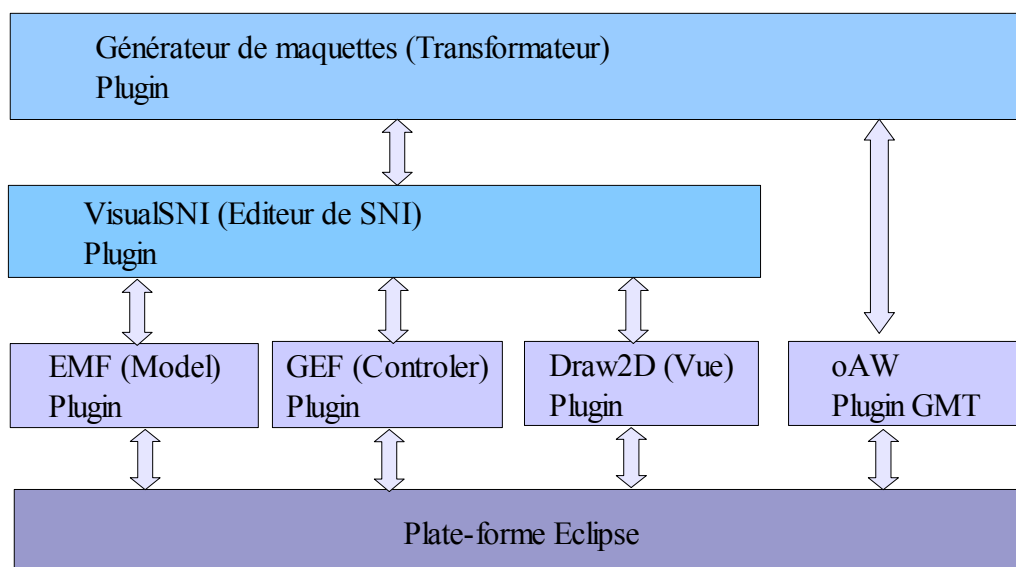 Générateur de maquettes (Transformateur)
Plugin
VisualSNI (Editeur de SNI)
Plugin
EMF (Model)
Plugin
GEF (Controler)
Plugin
Draw2D (Vue)
Plugin
oAW
Plugin GMT
Plate-forme Eclipse